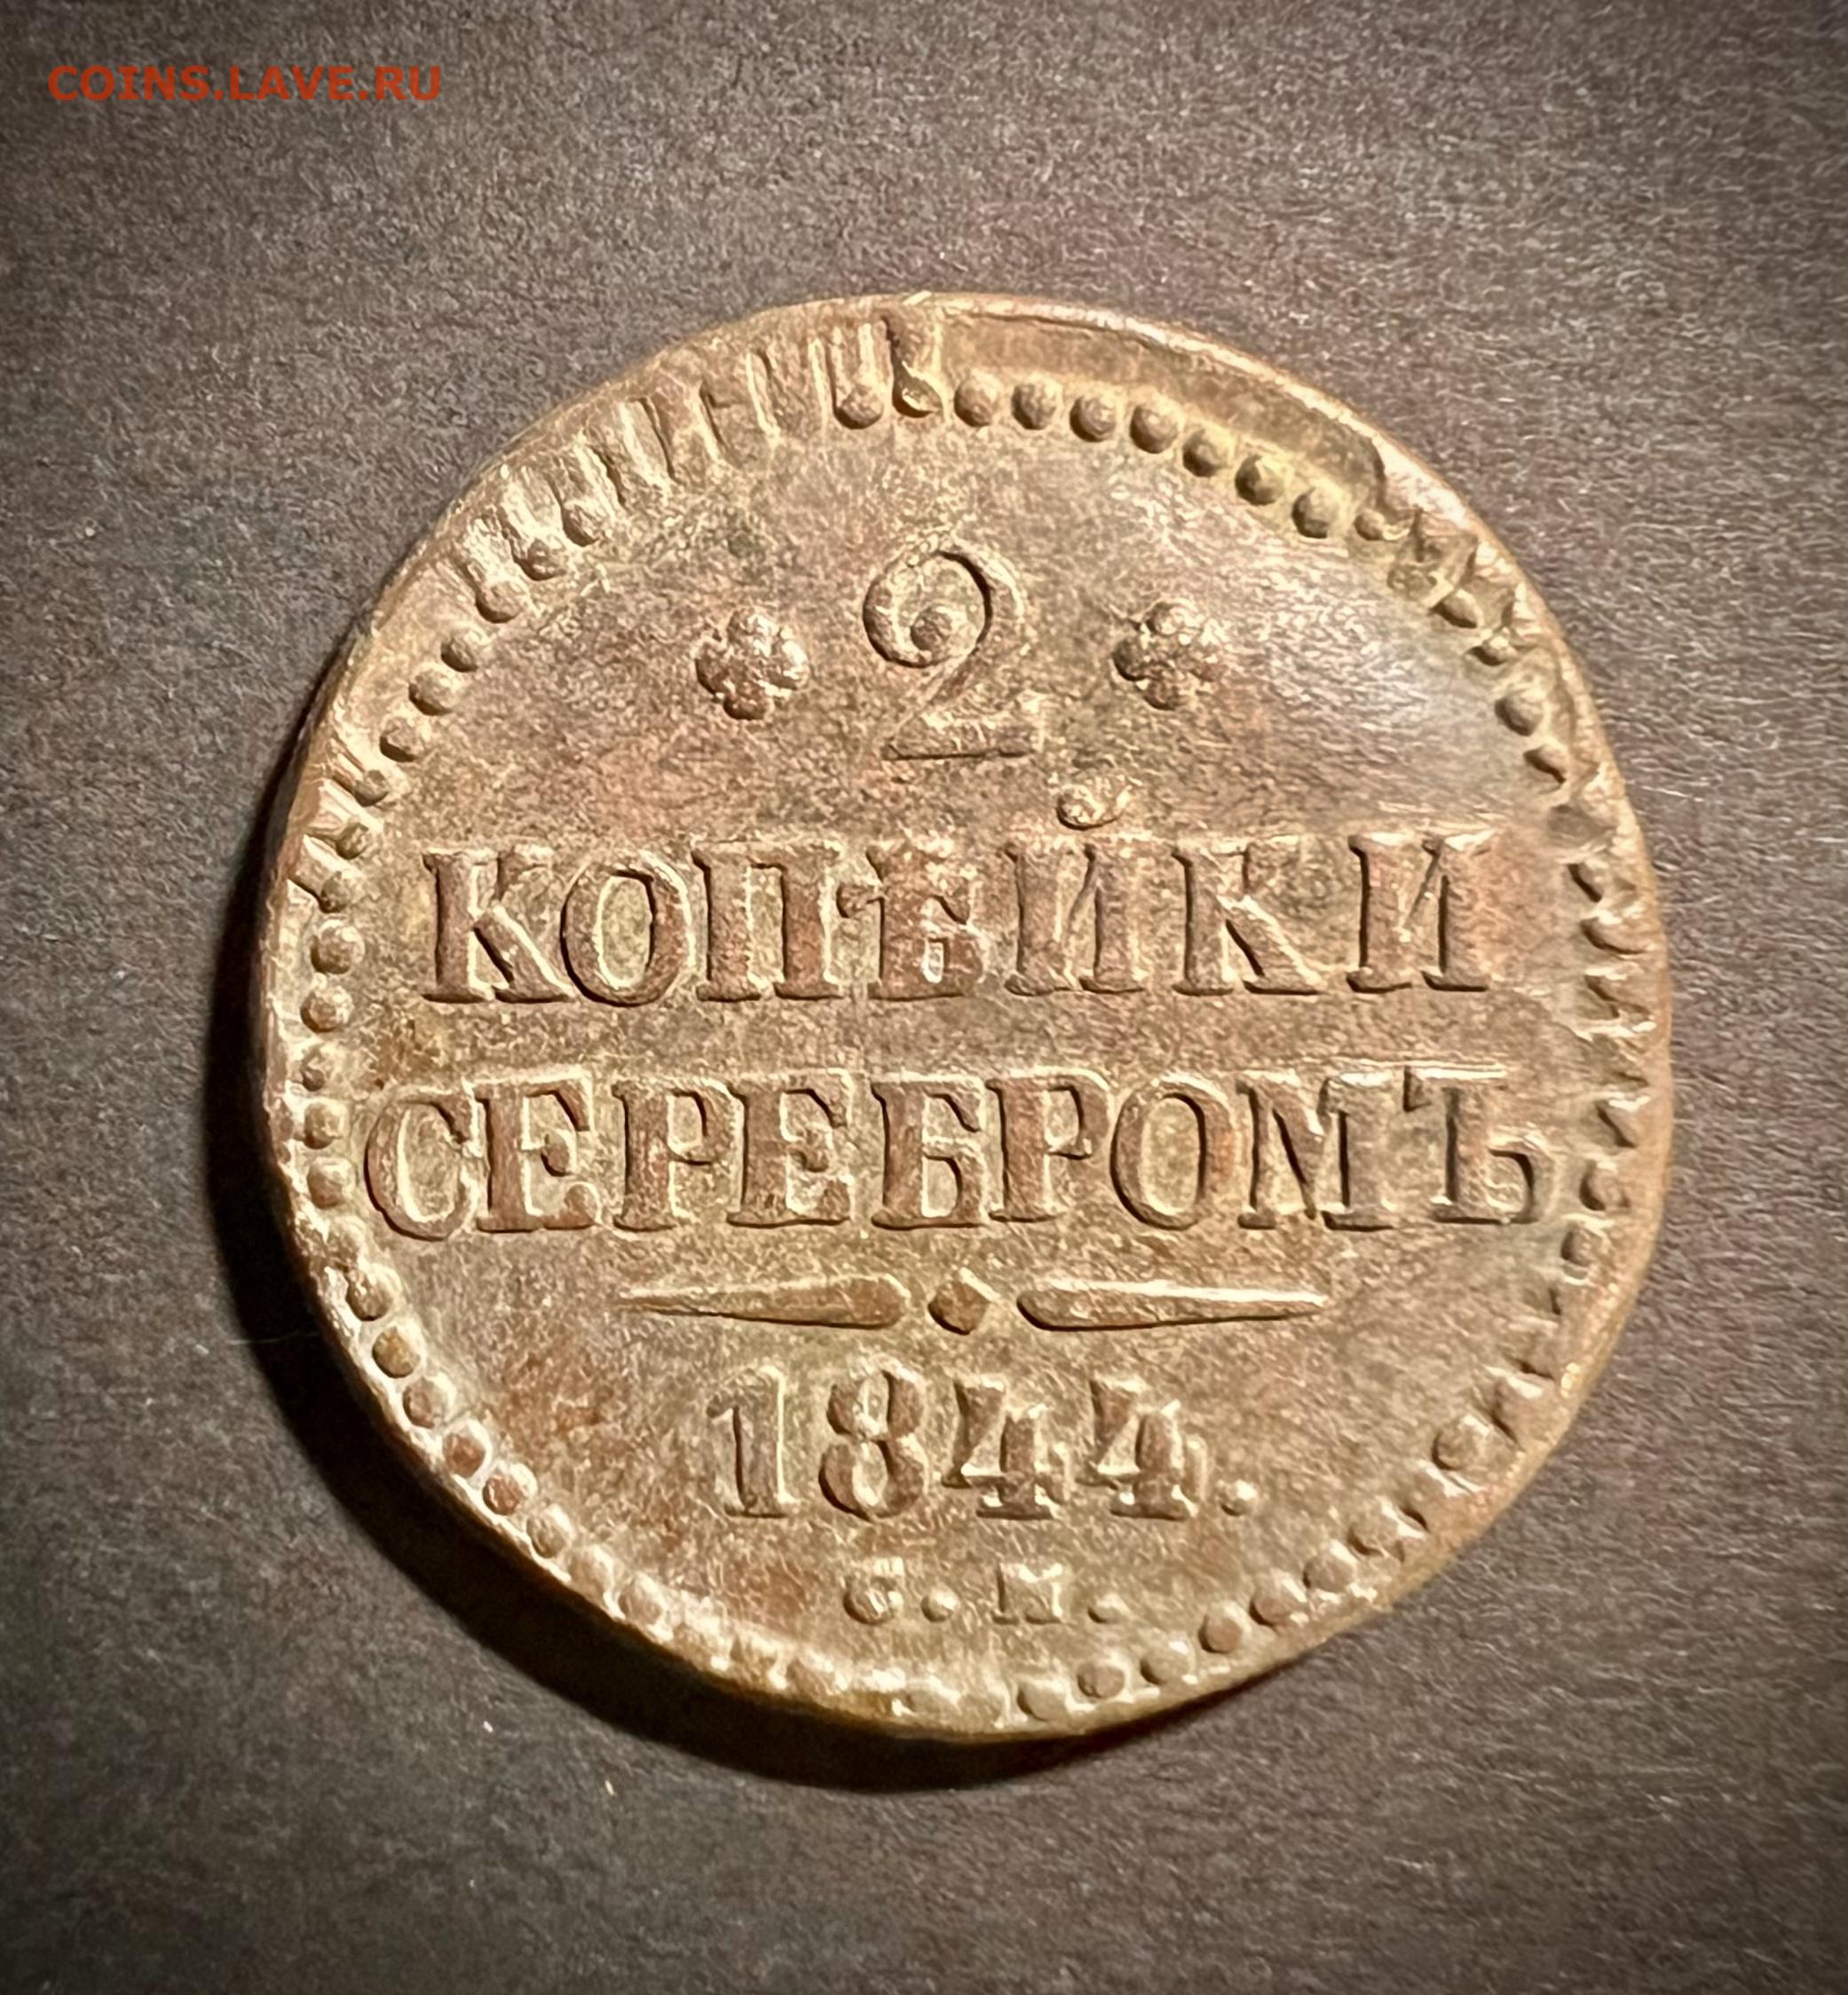 COINS.LAVE.RU
2
КОПѢЙКИ
СЕРЕБРОМЪ
1844.
С.М.